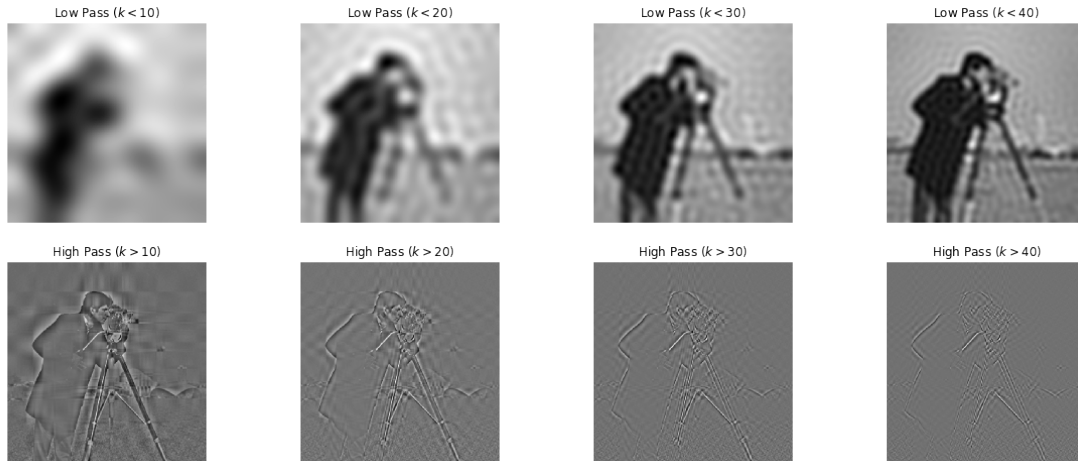 Low Pass (k < 10)
Low Pass (k < 20)
Low Pass (k < 30)
Low Pass (k < 40)
High Pass (k > 10)
High Pass (k > 20)
High Pass (k > 30)
High Pass (k > 40)